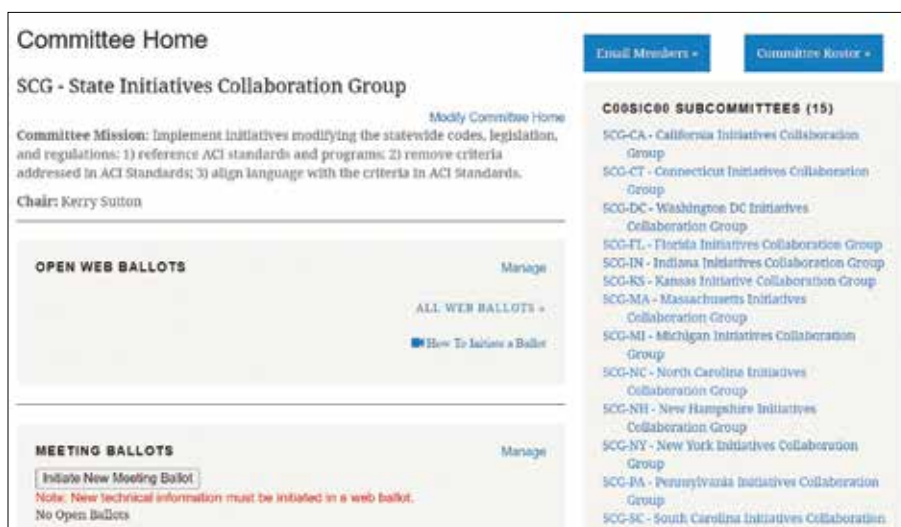 Committee Home
SCG - State Initiatives Collaboration Group
Modify Committee Home
Committee Mission: Implement initiatives modifying the statewide codes, legislation,
and regulations: 1) reference ACI standards and programs; 2) remove criteria
addressed in ACI Standards; 3) align language with the criteria in ACI Standards.
Chair: Kerry Sutton
OPEN WEB BALLOTS
Manage
ALL WEB BALLOTS »
How To Initiate a Ballot
MEETING BALLOTS
Manage
Initiate New Meeting Ballot
Note: New technical information must be initiated in a web ballot.
No Open Ballots
Email Members »
Committee Roster »
C00SIC00 SUBCOMMITTEES (15)
SCG-CA - California Initiatives Collaboration
Group
SCG-CT - Connecticut Initiatives Collaboration
Group
SCG-DC - Washington DC Initiatives
Collaboration Group
SCG-FL - Florida Initiatives Collaboration Group
SCG-IN - Indiana Initiatives Collaboration Group
SCG-KS - Kansas Initiative Collaboration Group
SCG-MA - Massachusetts Initiatives
Collaboration Group
SCG-MI - Michigan Initiatives Collaboration
Group
SCG-NC - North Carolina Initiatives
Collaboration Group
SCG-NH - New Hampshire Initiatives
Collaboration Group
SCG-NY - New York Initiatives Collaboration
Group
SCG-PA - Pennsylvania Initiatives Collaboration
Group
SCG-SC - South Carolina Initiatives Collaboration